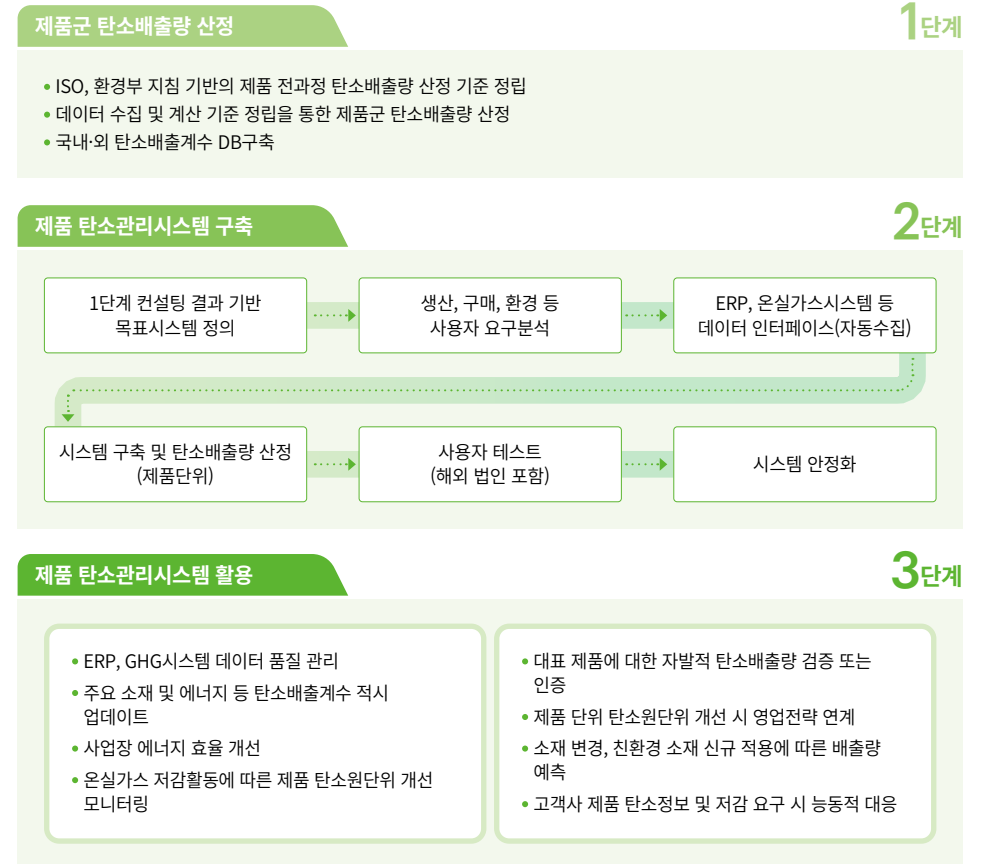 제품군 탄소배출량 산정
1단계
• ISO, 환경부 지침 기반의 제품 전과정 탄소배출량 산정 기준 정립
• 데이터 수집 및 계산 기준 정립을 통한 제품군 탄소배출량 산정
• 국내·외 탄소배출계수 DB구축
제품 탄소관리시스템 구축
2단계
1단계 컨설팅 결과 기반
목표시스템 정의
생산, 구매, 환경 등
사용자 요구분석
ERP, 온실가스시스템 등
데이터 인터페이스(자동수집)
시스템 구축 및 탄소배출량 산정
(제품단위)
사용자 테스트
(해외 법인 포함)
시스템 안정화
제품 탄소관리시스템 활용
3단계
• ERP, GHG시스템 데이터 품질 관리
• 주요 소재 및 에너지 등 탄소배출계수 적시
업데이트
• 사업장 에너지 효율 개선
• 온실가스 저감활동에 따른 제품 탄소원단위 개선
모니터링
• 대표 제품에 대한 자발적 탄소배출량 검증 또는
인증
• 제품 단위 탄소원단위 개선 시 영업전략 연계
• 소재 변경, 친환경 소재 신규 적용에 따른 배출량
예측
• 고객사 제품 탄소정보 및 저감 요구 시 능동적 대응